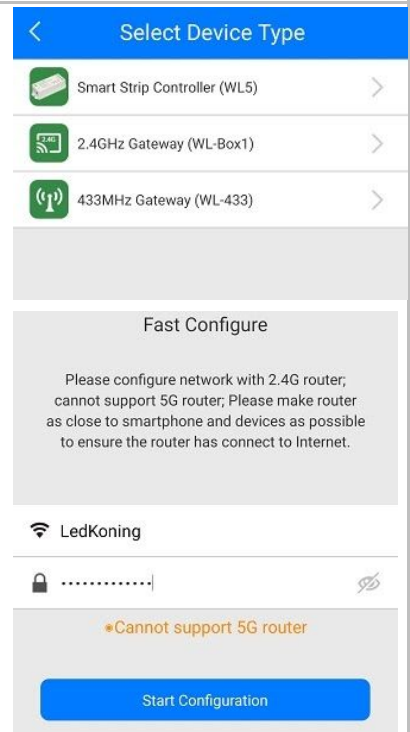 Select Device Type
Smart Strip Controller (WL5)
2.4G
2.4GHz Gateway (WL-Box1)
433MHz Gateway (WL-433)
Fast Configure
Please configure network with 2.4G router;
cannot support 5G router; Please make router
as close to smartphone and devices as possible
to ensure the router has connect to Internet.
LedKoning
•••••••••••••
●Cannot support 5G router
Start Configuration